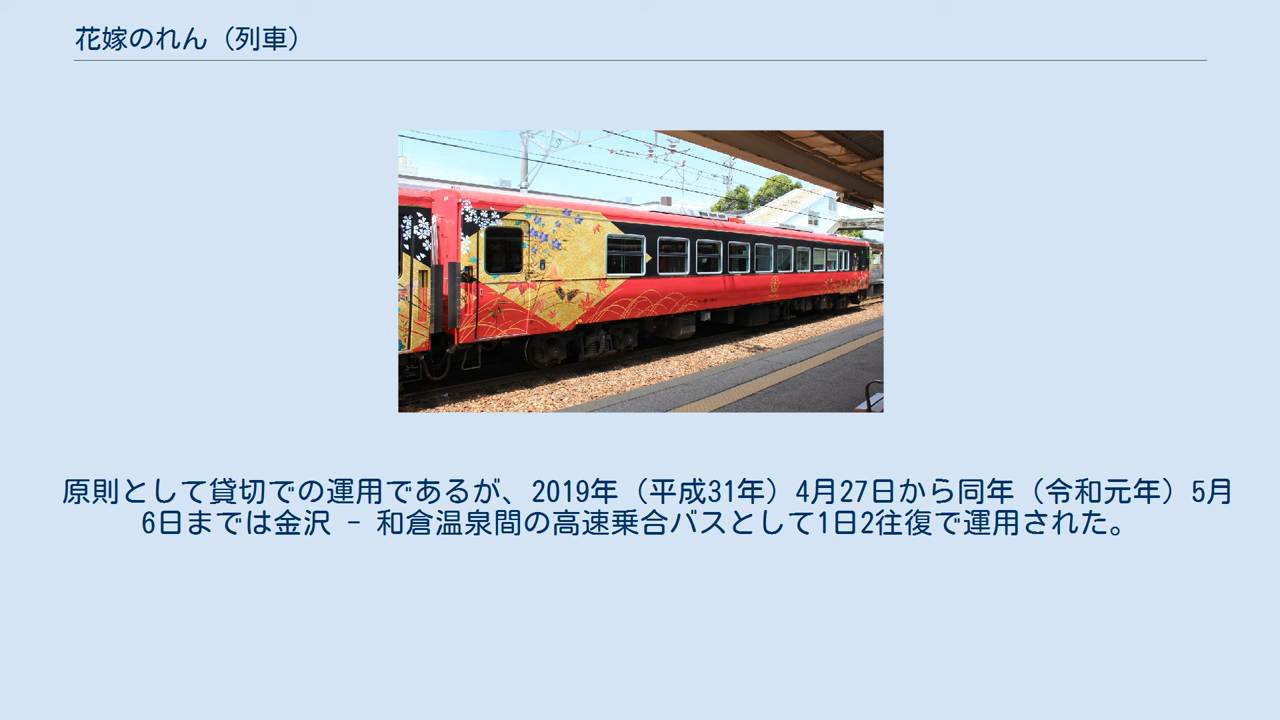 花嫁のれん（列車）
原則として貸切での運用であるが、2019年（平成31年）4月27日から同年（令和元年）5月
6日までは金沢 - 和倉温泉間の高速乗合バスとして1日2往復で運用された。